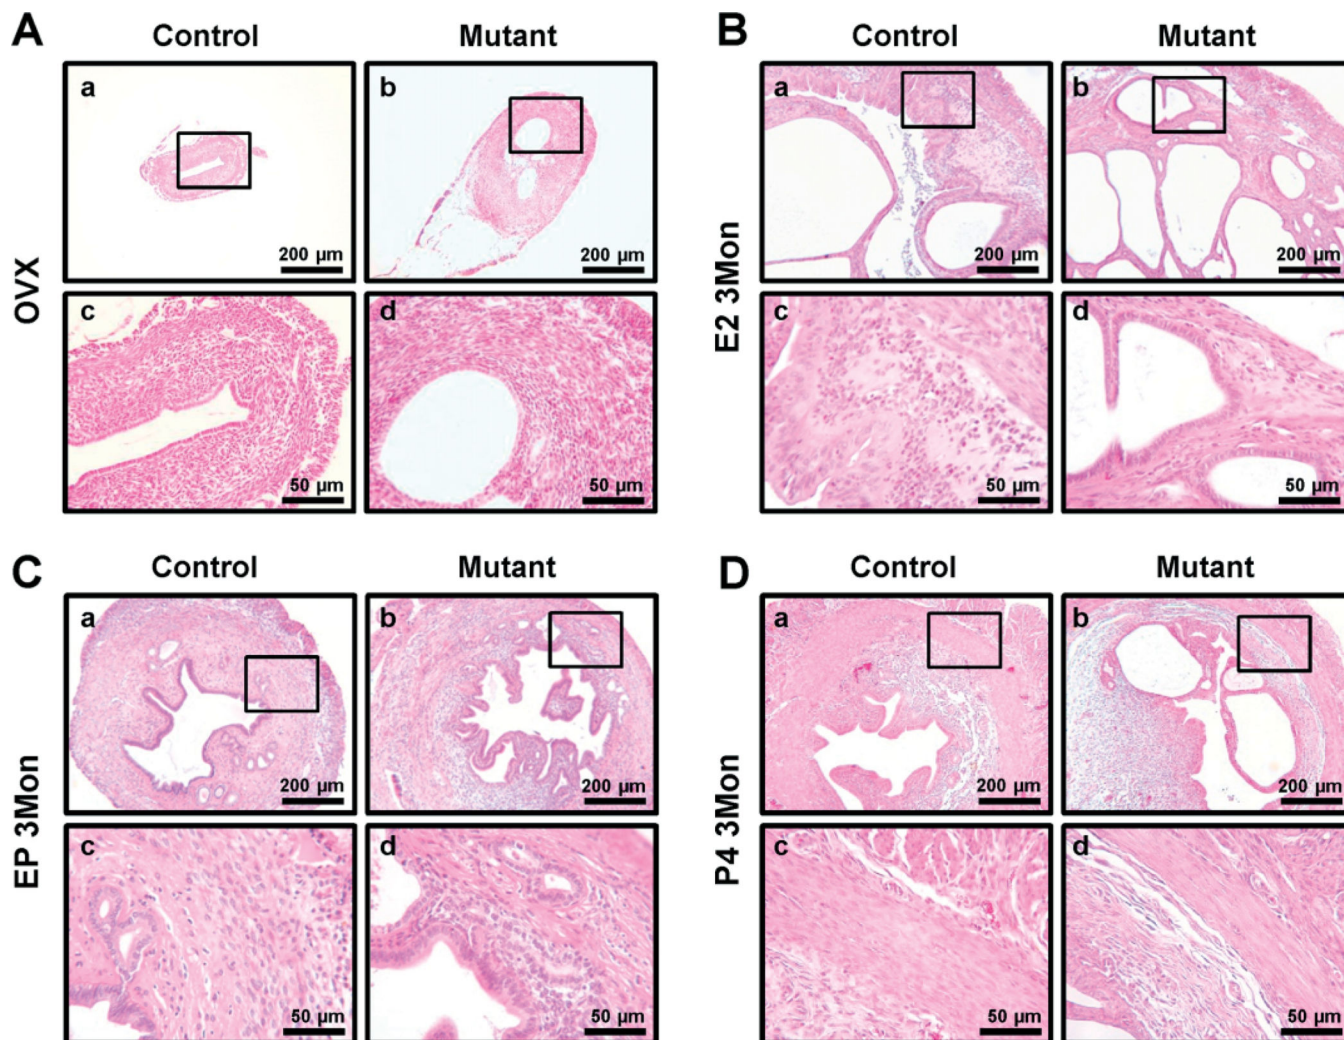 A
Control
Mutant
OVX
a
200 µm
b
200 µm
c
50 µm
d
50 µm
B
Control
Mutant
E2 3Mon
a
200 µm
b
200 µm
c
50 µm
d
50 µm
C
Control
Mutant
EP 3Mon
a
200 µm
b
200 µm
c
50 µm
d
50 µm
D
Control
Mutant
P4 3Mon
a
200 µm
b
200 µm
c
50 µm
d
50 µm